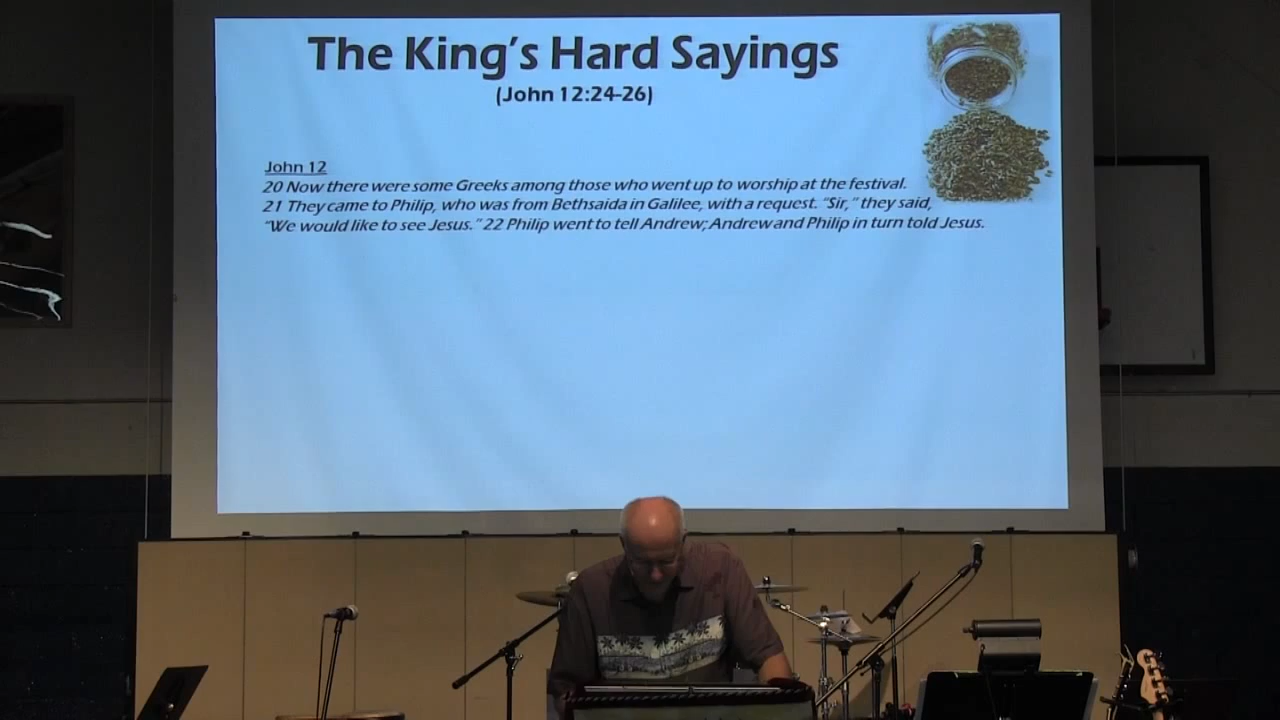 The King's Hard Sayings
(John 12:24-26)
John 12
20 Now there were some Greeks among those who went up to worship at the festival.
21 They came to Philip, who was from Bethsaida in Galilee, with a request. "Sir," they said,
"We would like to see Jesus." 22 Philip went to tell Andrew; Andrew and Philip in turn told Jesus.